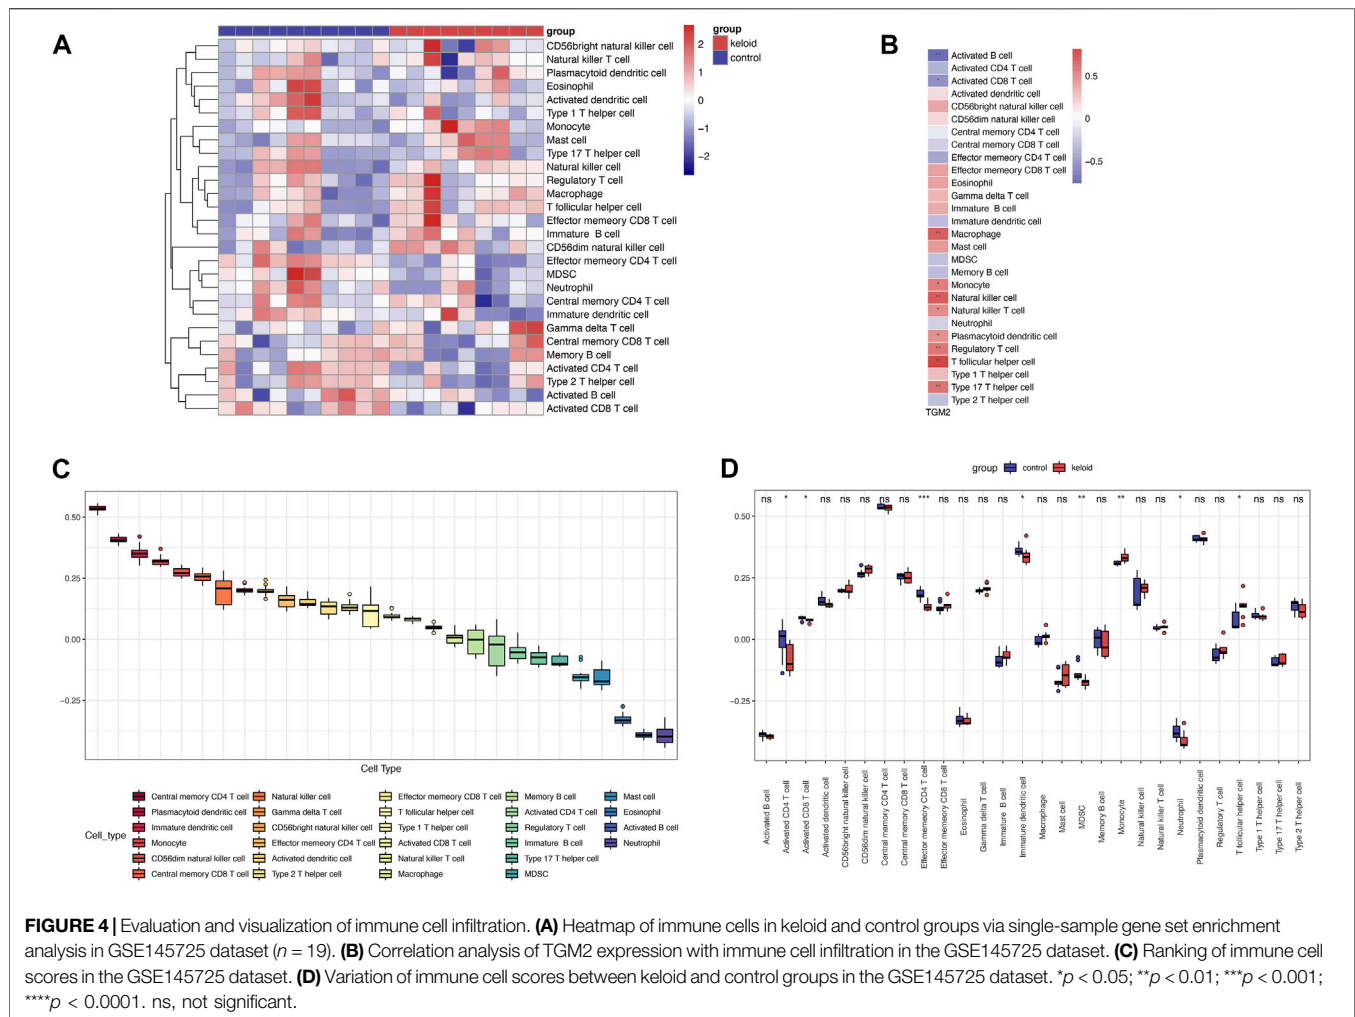 A
group
CD56bright natural killer cell
Natural killer T cell
Plasmacytoid dendritic cell
Eosinophil
Activated dendritic cell
Type 1 T helper cell
Monocyte
Mast cell
Type 17 T helper cell
Natural killer cell
Regulatory T cell
Macrophage
T follicular helper cell
Effector memeory CD8 T cell
Immature B cell
CD56dim natural killer cell
Effector memeory CD4 T cell
MDSC
Neutrophil
Central memory CD4 T cell
Immature dendritic cell
Gamma delta T cell
Central memory CD8 T cell
Memory B cell
Activated CD4 T cell
Type 2 T helper cell
Activated B cell
Activated CD8 T cell
2
1
0
−1
−2
group
keloid
control
B
Activated B cell
Activated CD4 T cell
Activated CD8 T cell
Activated dendritic cell
CD56bright natural killer cell
CD56dim natural killer cell
Central memory CD4 T cell
Central memory CD8 T cell
Effector memeory CD4 T cell
Effector memeory CD8 T cell
Eosinophil
Gamma delta T cell
Immature B cell
Immature dendritic cell
** Macrophage
Mast cell
MDSC
Memory B cell
* Monocyte
** Natural killer cell
* Natural killer T cell
Neutrophil
* Plasmacytoid dendritic cell
** Regulatory T cell
T follicular helper cell
Type 1 T helper cell
** Type 17 T helper cell
Type 2 T helper cell
TGM2
0.5
0
−0.5
C
0.50
0.25
0.00
−0.25
Cell Type
Cell_type
Central memory CD4 T cell
Plasmacytoid dendritic cell
Immature dendritic cell
Monocyte
CD56dim natural killer cell
Central memory CD8 T cell
Natural killer cell
Gamma delta T cell
CD56bright natural killer cell
Effector memeory CD4 T cell
Activated dendritic cell
Type 2 T helper cell
Effector memeory CD8 T cell
T follicular helper cell
Type 1 T helper cell
Activated CD8 T cell
Natural killer T cell
Macrophage
Memory B cell
Activated CD4 T cell
Regulatory T cell
Immature B cell
Type 17 T helper cell
MDSC
Mast cell
Eosinophil
Activated B cell
Neutrophil
D
group control keloid
ns * * ns ns ns ns ns *** ns ns ns ns * ns ns ** ns ** ns ns * ns ns * ns ns ns
0.50
0.25
0.00
−0.25
Activated B cell
Activated CD4 T cell
Activated CD8 T cell
Activated dendritic cell
CD56bright natural killer cell
CD56dim natural killer cell
Central memory CD4 T cell
Central memory CD8 T cell
Effector memeory CD4 T cell
Effector memeory CD8 T cell
Eosinophil
Gamma delta T cell
Immature B cell
Immature dendritic cell
Macrophage
Mast cell
MDSC
Memory B cell
Monocyte
Natural killer cell
Natural killer T cell
Neutrophil
Plasmacytoid dendritic cell
Regulatory T cell
T follicular helper cell
Type 1 T helper cell
Type 17 T helper cell
Type 2 T helper cell
FIGURE 4 | Evaluation and visualization of immune cell infiltration. (A) Heatmap of immune cells in keloid and control groups via single-sample gene set enrichment
analysis in GSE145725 dataset (n = 19). (B) Correlation analysis of TGM2 expression with immune cell infiltration in the GSE145725 dataset. (C) Ranking of immune cell
scores in the GSE145725 dataset. (D) Variation of immune cell scores between keloid and control groups in the GSE145725 dataset. *p < 0.05; **p < 0.01; ***p < 0.001;
****p < 0.0001. ns, not significant.